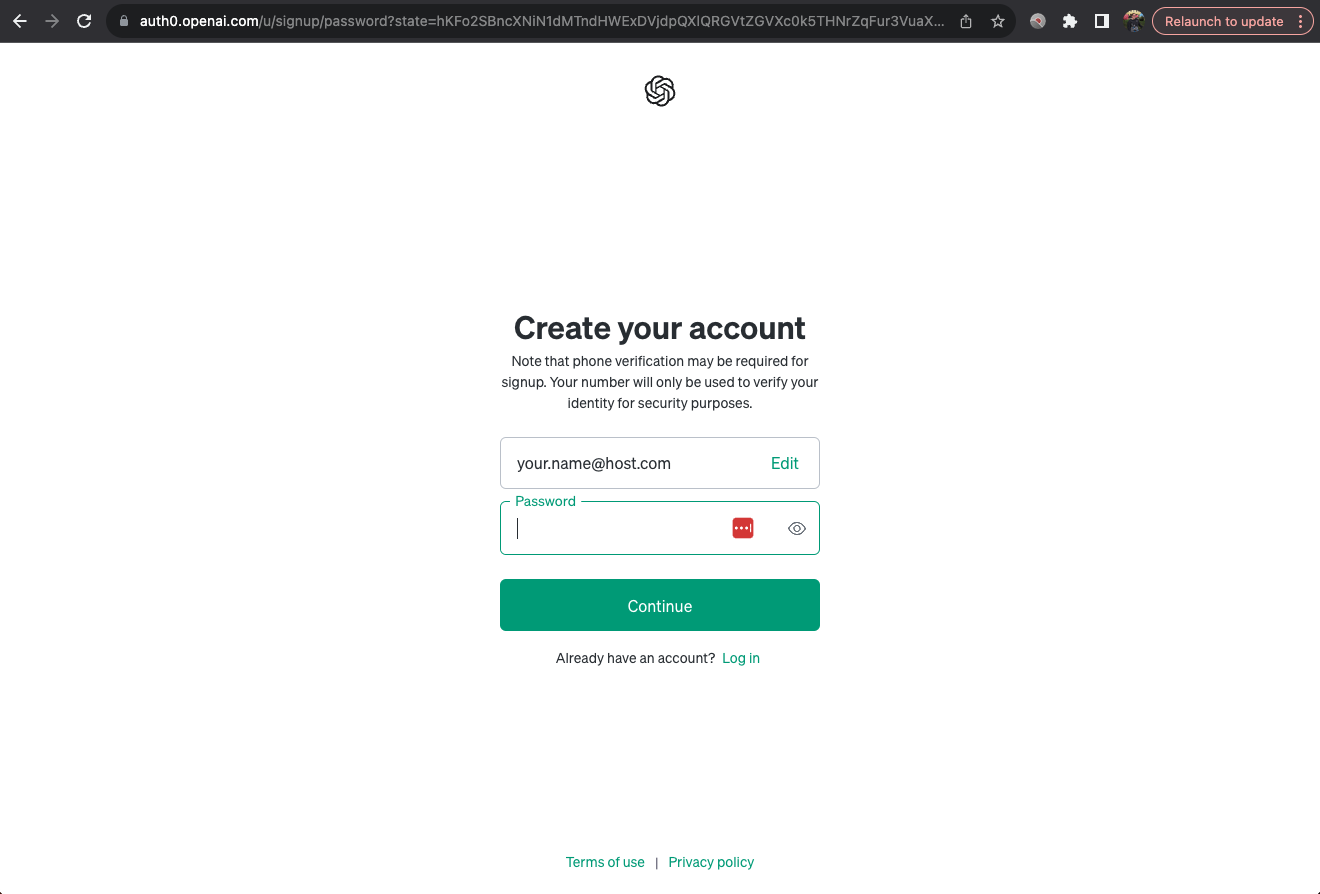 auth0.openai.com/u/signup/password?state=hKFo2SBncXNiN1dMTndHWExDVjdpQXlQRGVtZGVXc0k5THNrZqFur3VuaX...
Relaunch to update
Create your account
Note that phone verification may be required for
signup. Your number will only be used to verify your
identity for security purposes.
your.name@host.com
Edit
Password
Continue
Already have an account? Log in
Terms of use | Privacy policy